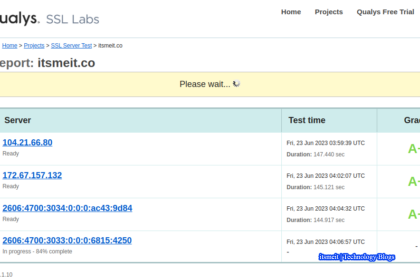 ualys. SSL Labs
Home Projects Qualys Free Trial
Home > Projects > SSL Server Test > itsmeit.co
eport: itsmeit.co
Please wait...
Server Test time Grad
104.21.66.80 Fri, 23 Jun 2023 03:59:39 UTC A+
Ready Duration: 147.440 sec
172.67.157.132 Fri, 23 Jun 2023 04:02:07 UTC A+
Ready Duration: 145.121 sec
2606:4700:3034:0:0:0:ac43:9d84 Fri, 23 Jun 2023 04:04:32 UTC A+
Ready Duration: 144.917 sec
2606:4700:3033:0:0:0:6815:4250 Fri, 23 Jun 2023 04:06:57 UTC -
In progress - 84% complete -
itsmeit Technology Blogs
.1.10